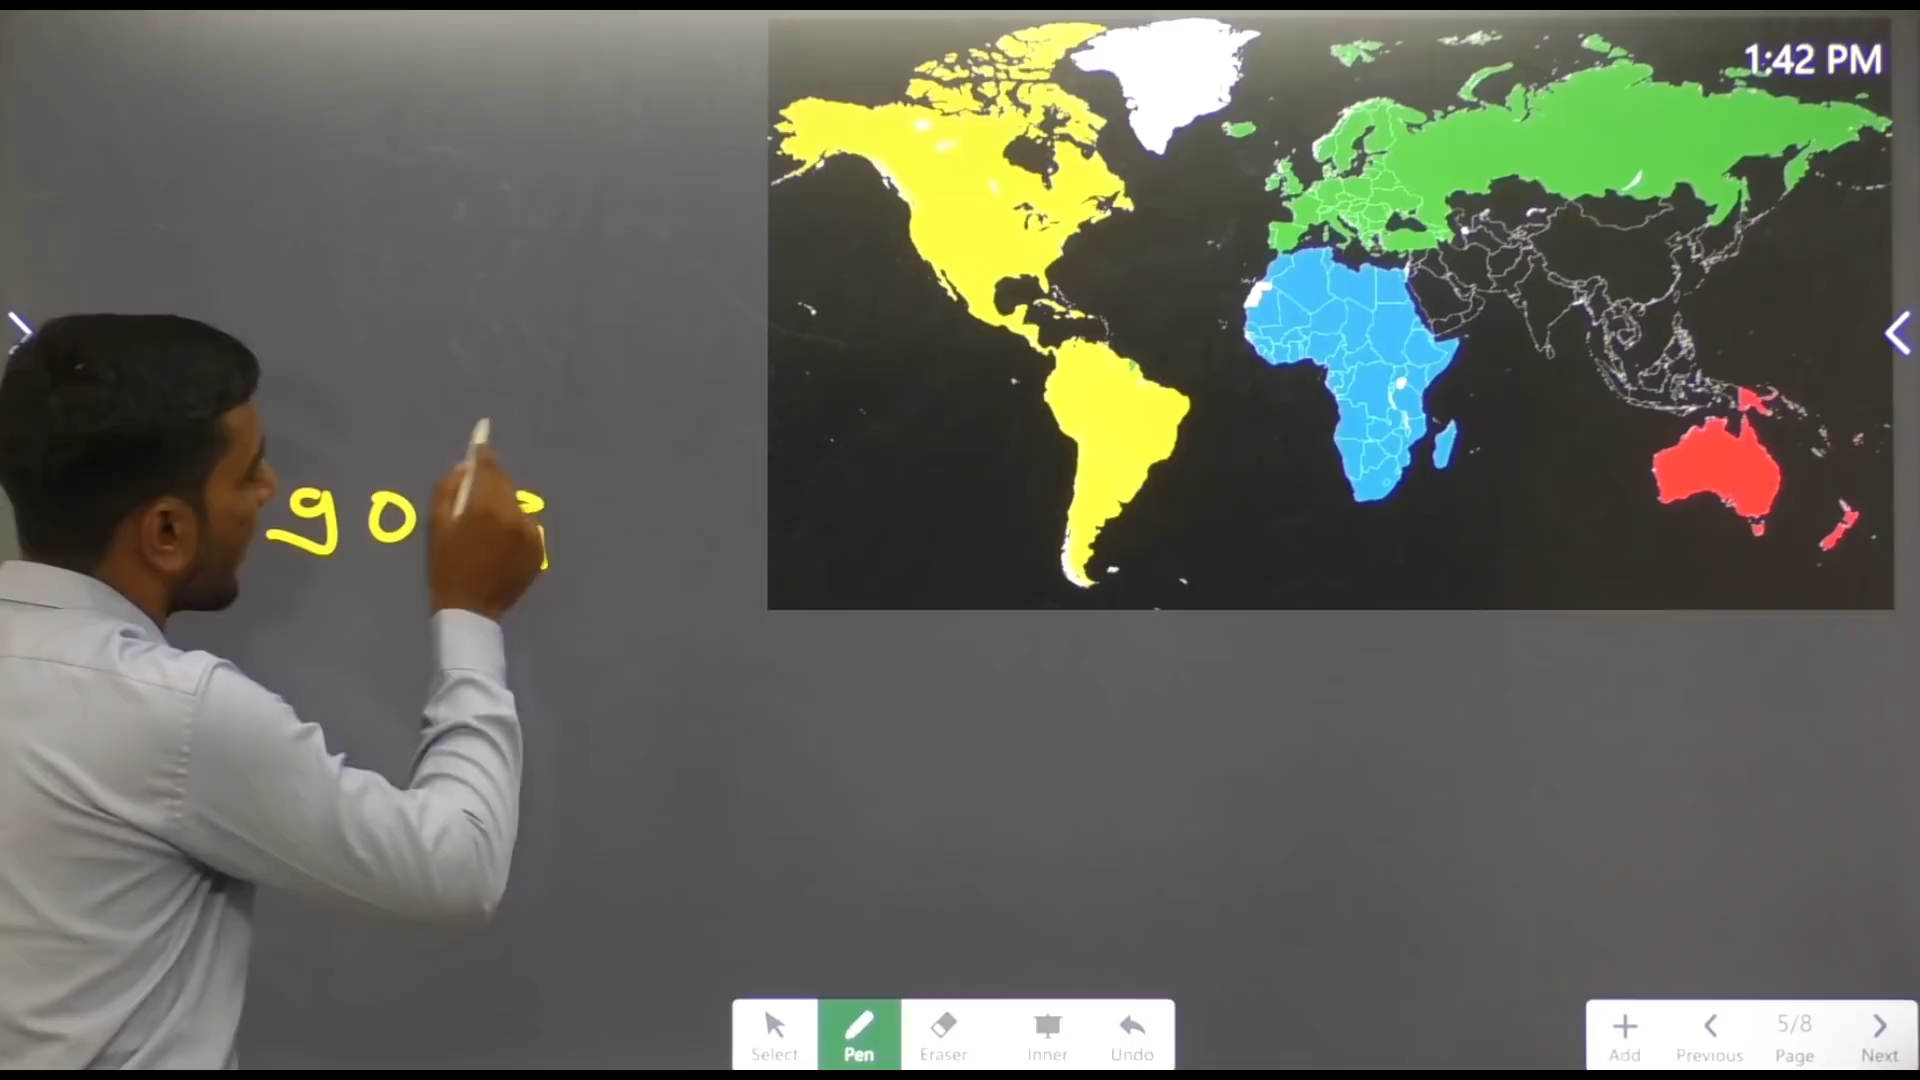 1:42 PM
go
Select Pen Eraser Inner Undo
Add Previous 5/8 Page Next